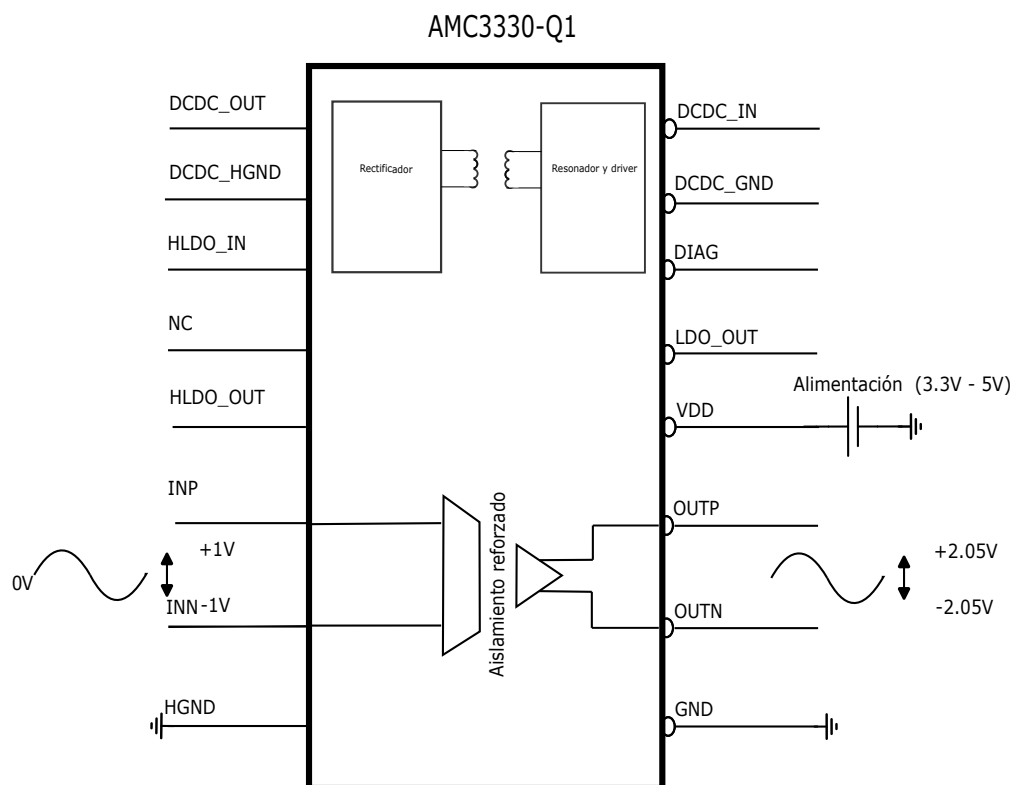 AMC3330-Q1
DCDC_OUT
DCDC_IN
Rectificador
Resonador y driver
DCDC_HGND
DCDC_GND
HLDO_IN
DIAG
NC
LDO_OUT
Alimentación (3.3V - 5V)
HLDO_OUT
VDD
INP
Aislamiento reforzado
OUTP
+1V
+2.05V
0V
INN
-1V
OUTN
-2.05V
HGND
GND